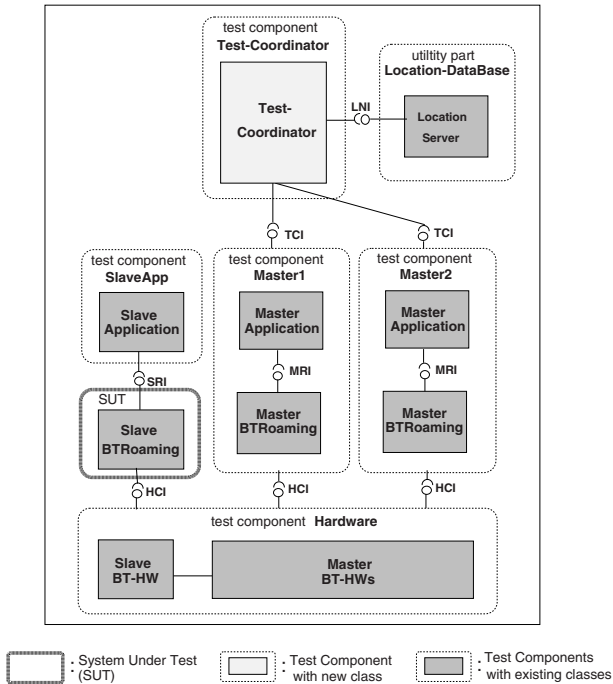 test component
Test-Coordinator
utiltity part
Location-DataBase
Test-
Coordinator
LNI
Location
Server
TCI
TCI
test component
SlaveApp
test component
Master1
test component
Master2
Slave
Application
Master
Application
Master
Application
SRI
MRI
MRI
SUT
Slave
BTRoaming
Master
BTRoaming
Master
BTRoaming
HCI
HCI
HCI
test component Hardware
Slave
BT-HW
Master
BT-HWs
: System Under Test
(SUT)
: Test Component
with new class
: Test Components
with existing classes